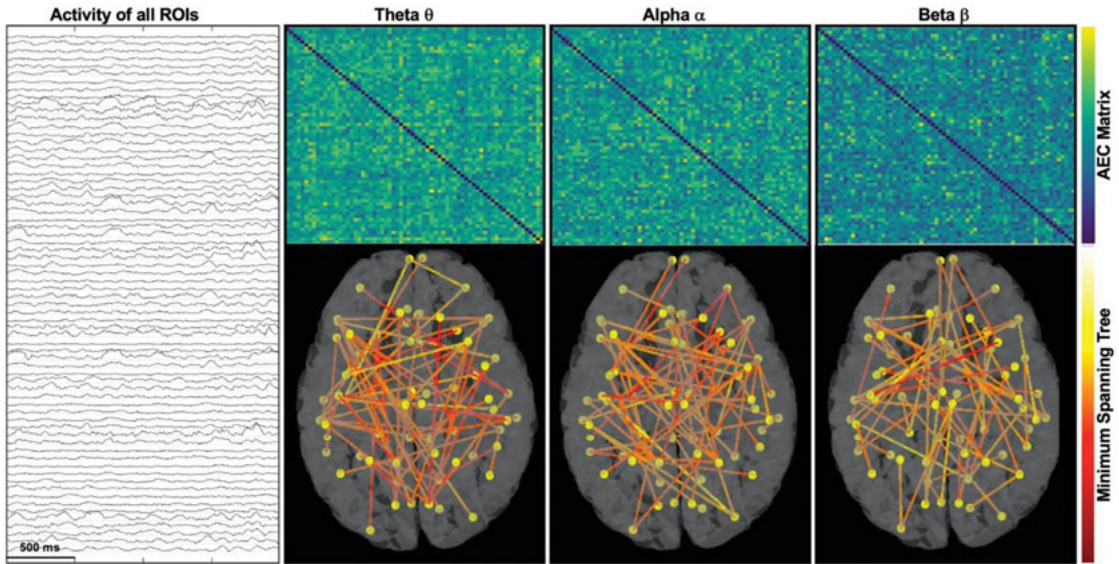 Activity of all ROIs
Theta θ
Alpha α
Beta β
AEC Matrix
Minimum Spanning Tree
500 ms